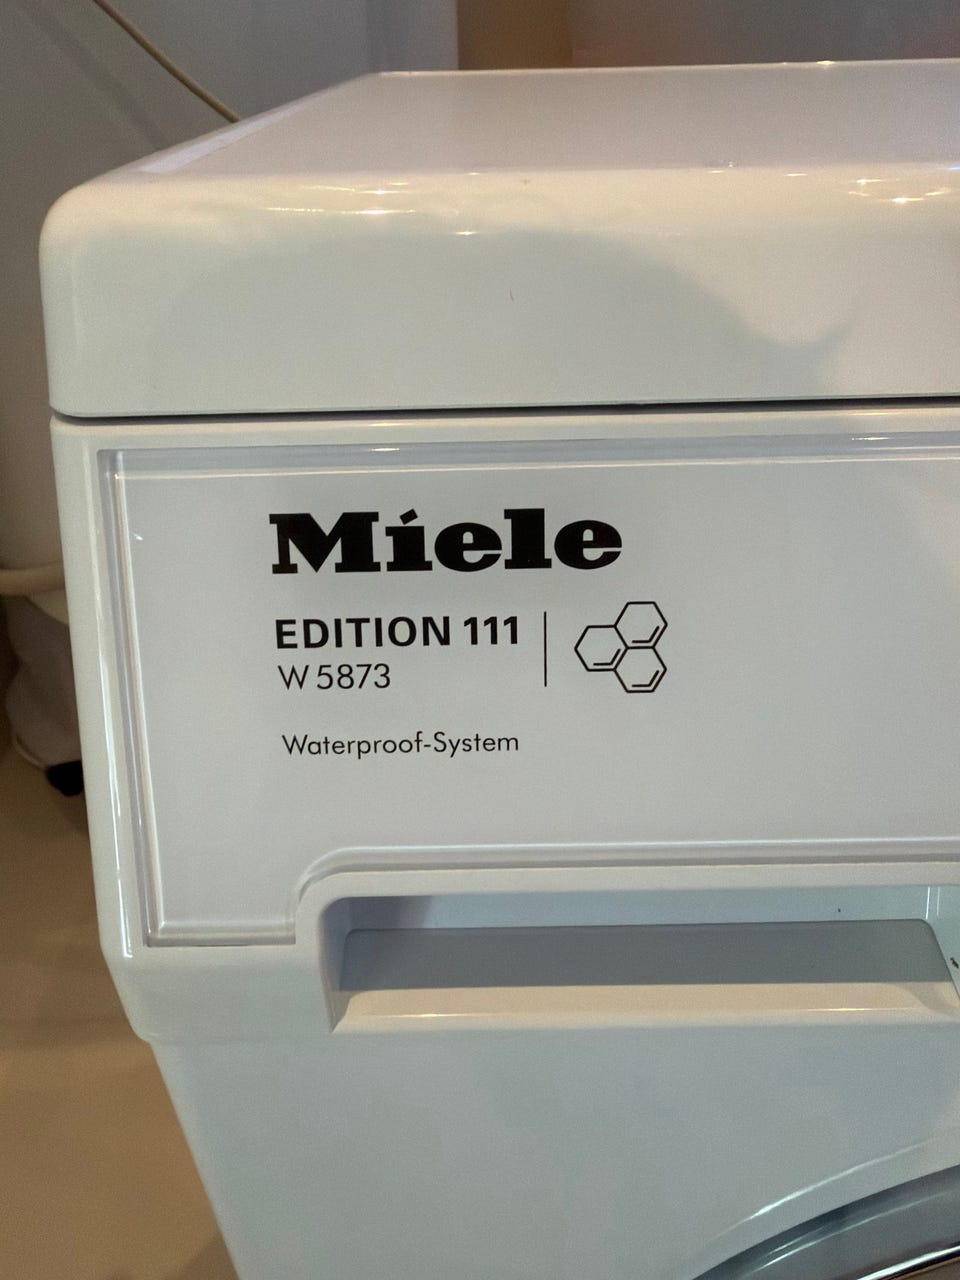 Miele
EDITION 111
W 5873
Waterproof-System